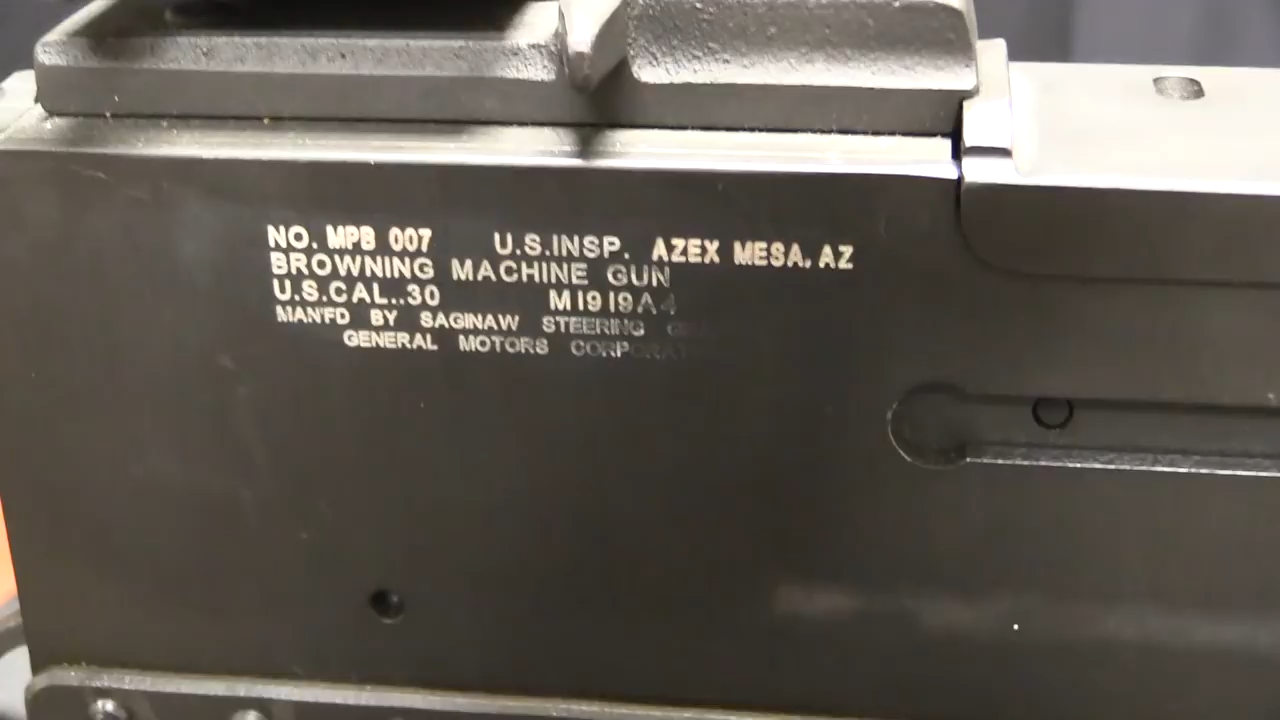 NO. MPB 007 U.S.INSP. AZEX MESA, AZ
BROWNING MACHINE GUN
U.S.CAL..30 M1919A4
MAN'FD BY SAGINAW STEERING
GENERAL MOTORS